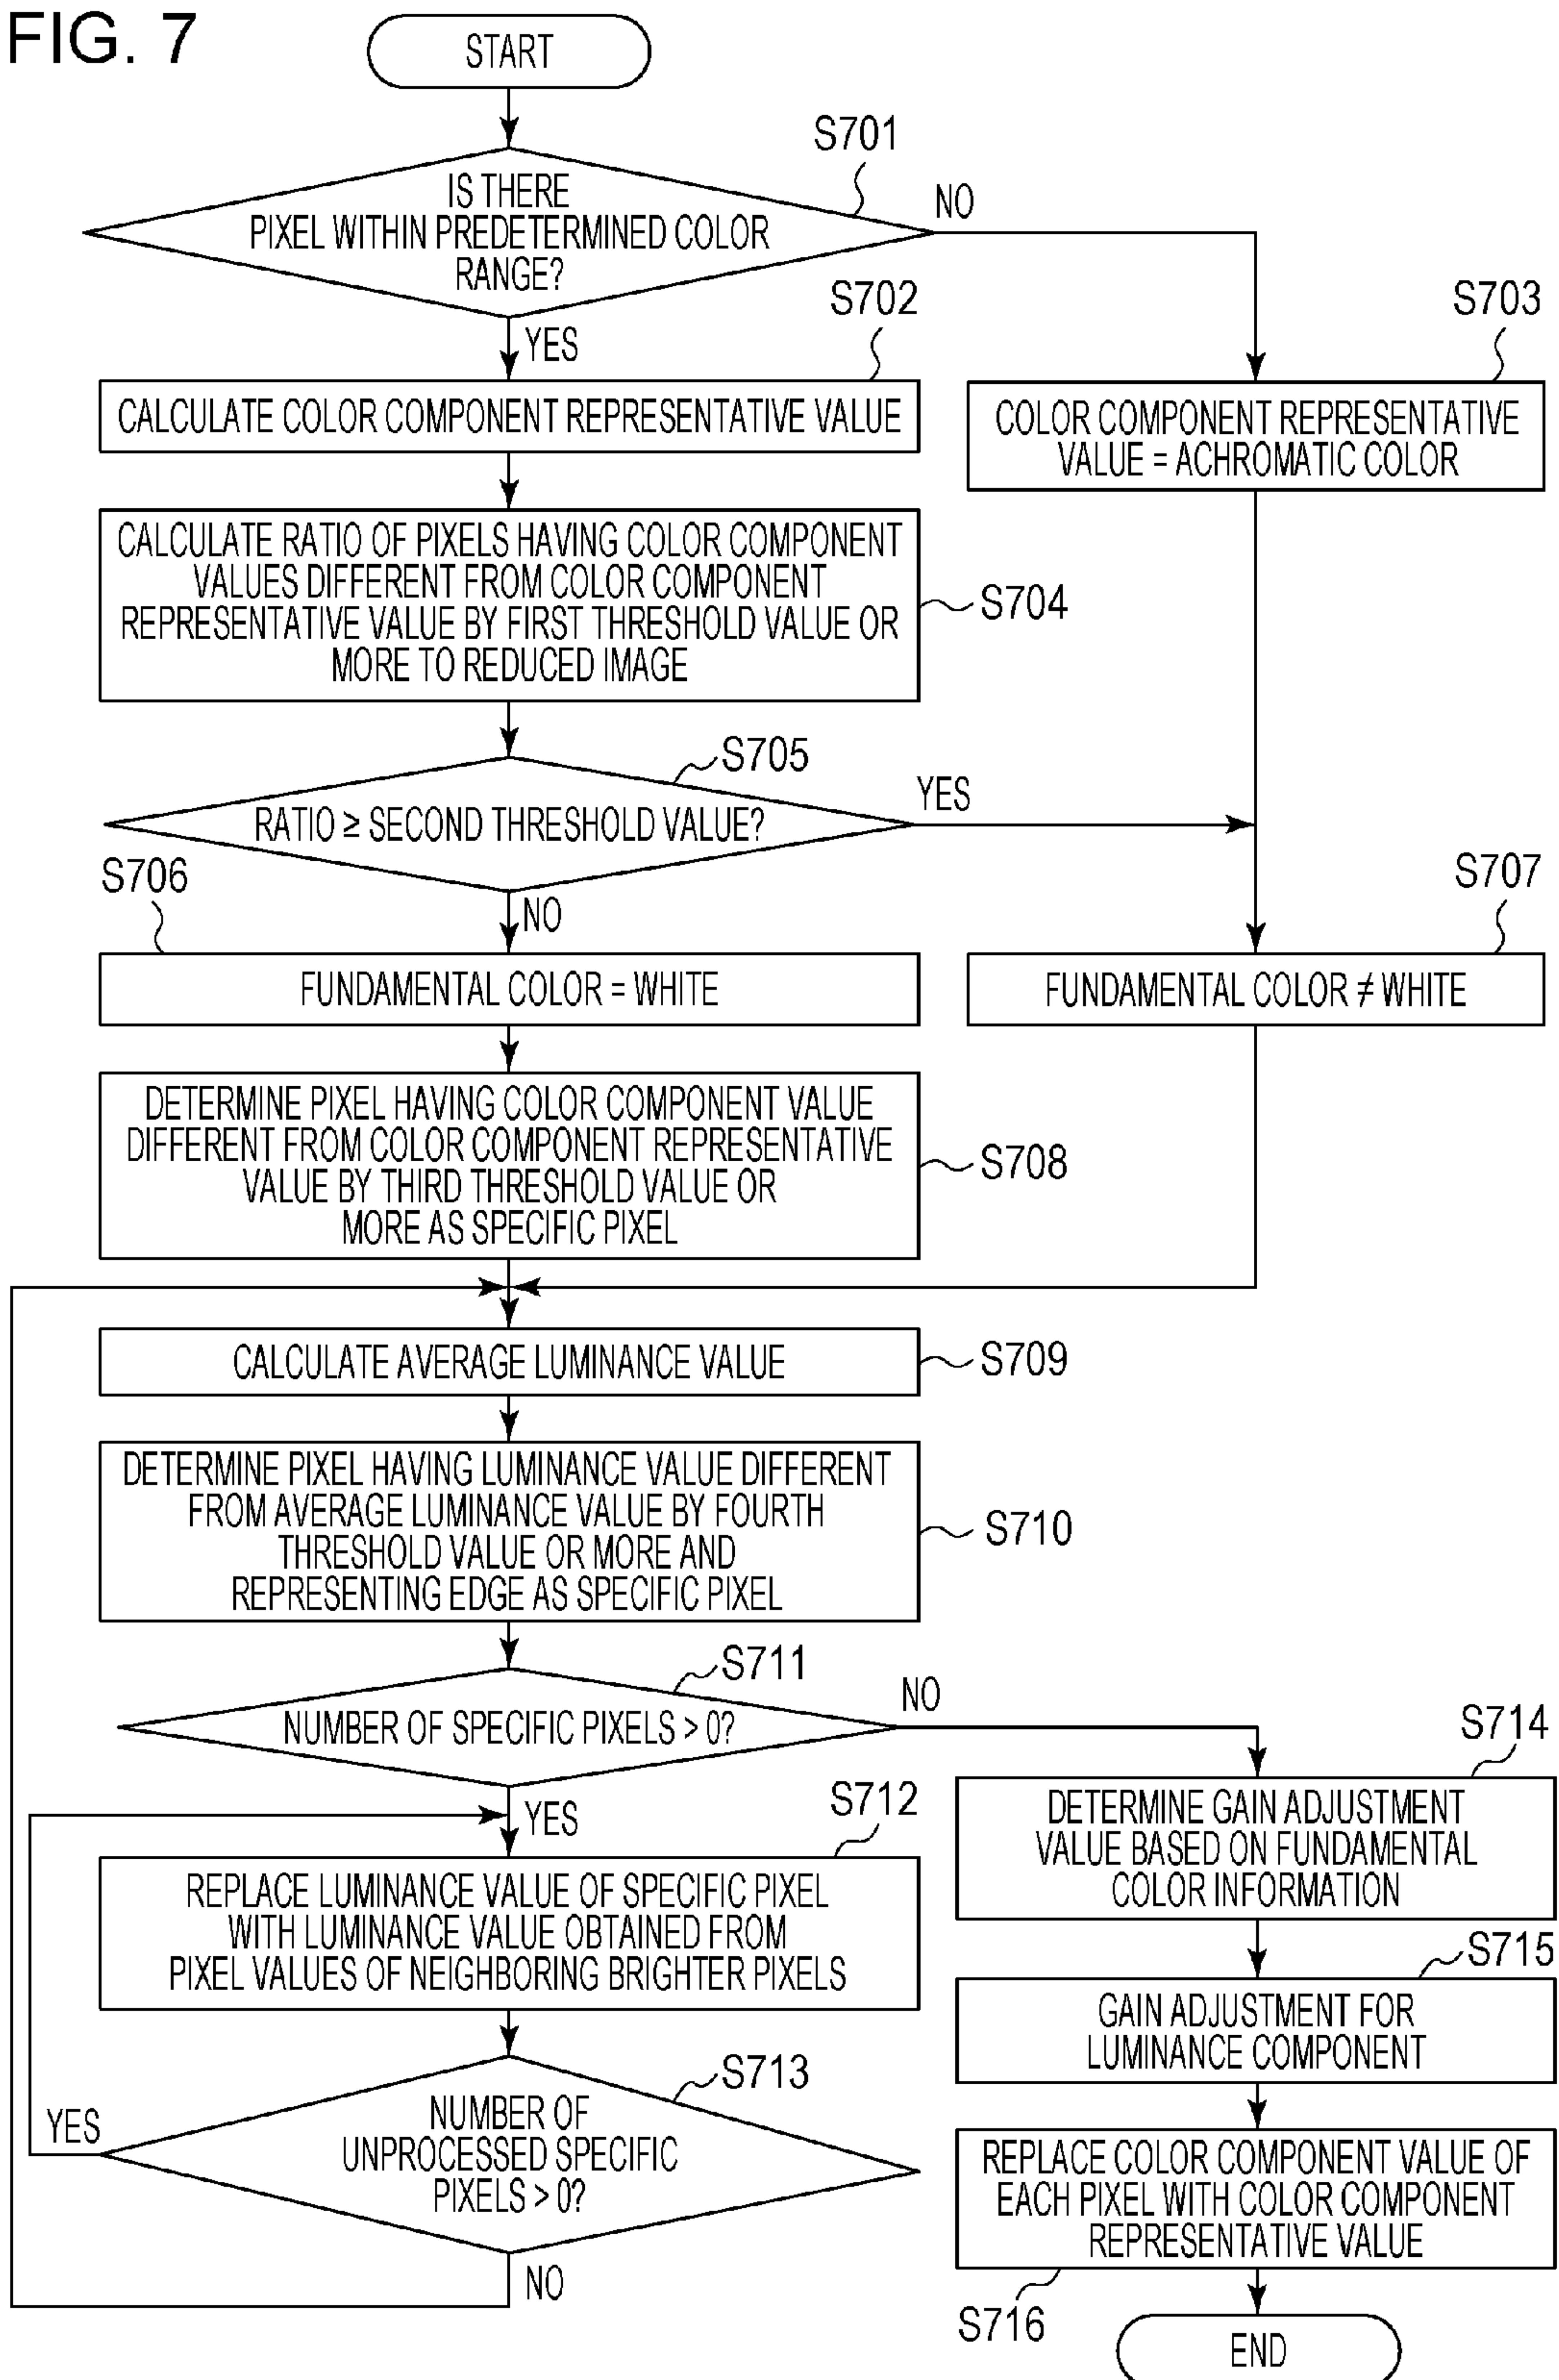 FIG. 7
START
S701
IS THERE
PIXEL WITHIN PREDETERMINED COLOR
RANGE?
NO
YES
S702
CALCULATE COLOR COMPONENT REPRESENTATIVE VALUE
S703
COLOR COMPONENT REPRESENTATIVE
VALUE = ACHROMATIC COLOR
CALCULATE RATIO OF PIXELS HAVING COLOR COMPONENT
VALUES DIFFERENT FROM COLOR COMPONENT
REPRESENTATIVE VALUE BY FIRST THRESHOLD VALUE OR
MORE TO REDUCED IMAGE
S704
S705
RATIO ≥ SECOND THRESHOLD VALUE?
YES
NO
S706
FUNDAMENTAL COLOR = WHITE
S707
FUNDAMENTAL COLOR ≠ WHITE
DETERMINE PIXEL HAVING COLOR COMPONENT VALUE
DIFFERENT FROM COLOR COMPONENT REPRESENTATIVE
VALUE BY THIRD THRESHOLD VALUE OR
MORE AS SPECIFIC PIXEL
S708
CALCULATE AVERAGE LUMINANCE VALUE
S709
DETERMINE PIXEL HAVING LUMINANCE VALUE DIFFERENT
FROM AVERAGE LUMINANCE VALUE BY FOURTH
THRESHOLD VALUE OR MORE AND
REPRESENTING EDGE AS SPECIFIC PIXEL
S710
S711
NUMBER OF SPECIFIC PIXELS > 0?
NO
YES
S712
REPLACE LUMINANCE VALUE OF SPECIFIC PIXEL
WITH LUMINANCE VALUE OBTAINED FROM
PIXEL VALUES OF NEIGHBORING BRIGHTER PIXELS
S713
NUMBER OF
UNPROCESSED SPECIFIC
PIXELS > 0?
YES
NO
S714
DETERMINE GAIN ADJUSTMENT
VALUE BASED ON FUNDAMENTAL
COLOR INFORMATION
S715
GAIN ADJUSTMENT FOR
LUMINANCE COMPONENT
REPLACE COLOR COMPONENT VALUE OF
EACH PIXEL WITH COLOR COMPONENT
REPRESENTATIVE VALUE
S716
END